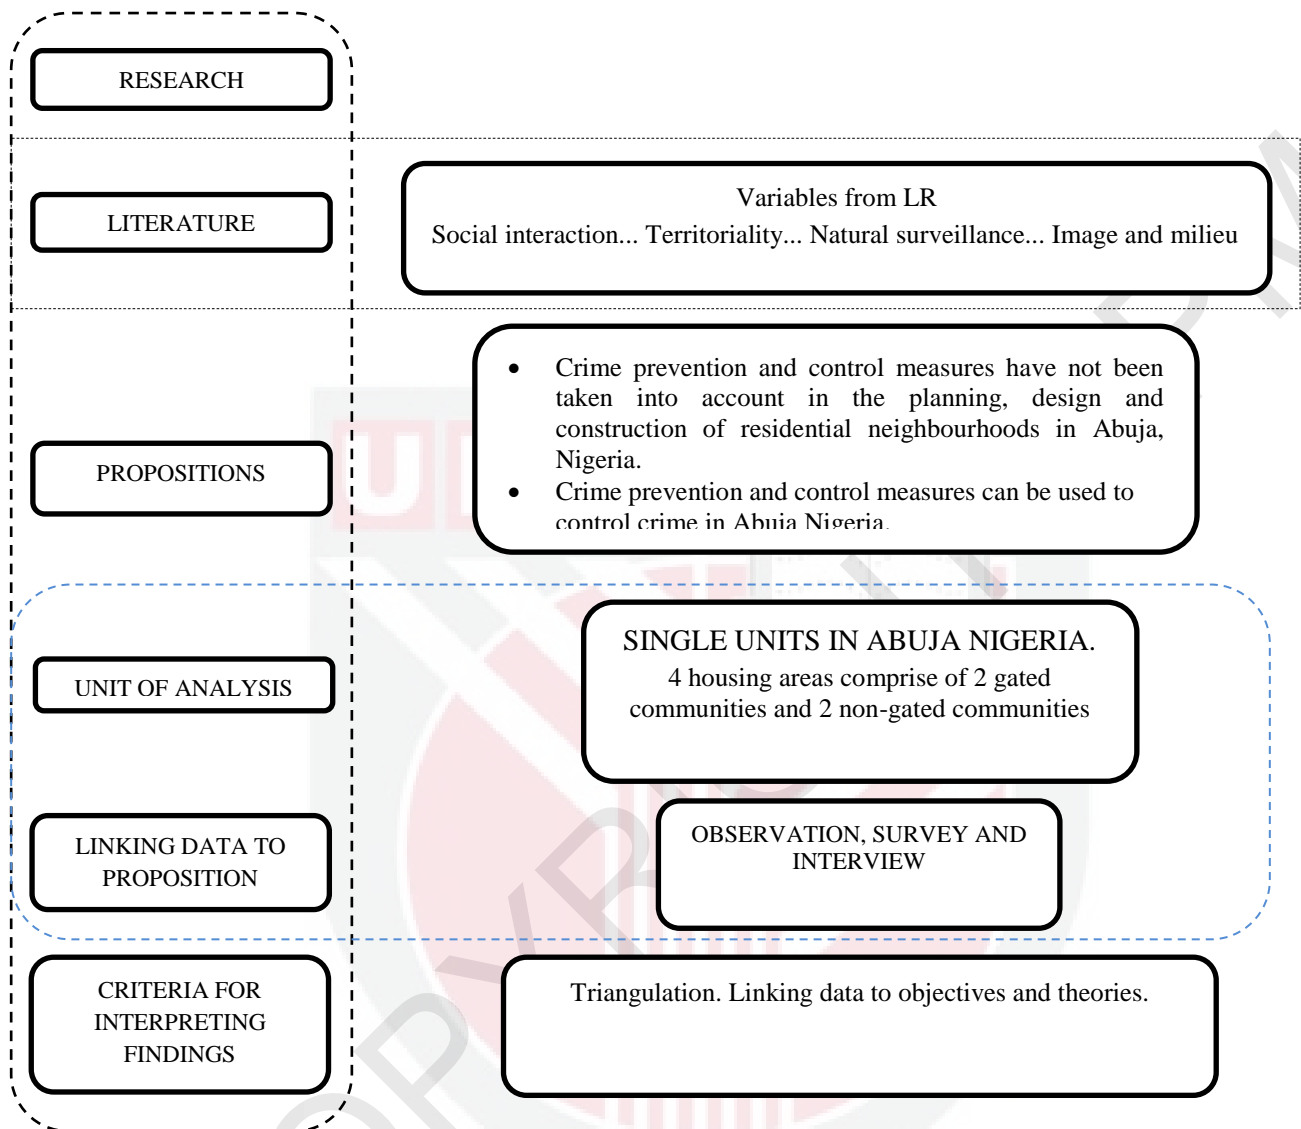 RESEARCH
LITERATURE
Variables from LR
Social interaction... Territoriality... Natural surveillance... Image and milieu
PROPOSITIONS
• Crime prevention and control measures have not been
taken into account in the planning, design and
construction of residential neighbourhoods in Abuja,
Nigeria.
• Crime prevention and control measures can be used to
control crime in Abuja Nigeria.
UNIT OF ANALYSIS
SINGLE UNITS IN ABUJA NIGERIA.
4 housing areas comprise of 2 gated
communities and 2 non-gated communities
LINKING DATA TO
PROPOSITION
OBSERVATION, SURVEY AND
INTERVIEW
CRITERIA FOR
INTERPRETING
FINDINGS
Triangulation. Linking data to objectives and theories.